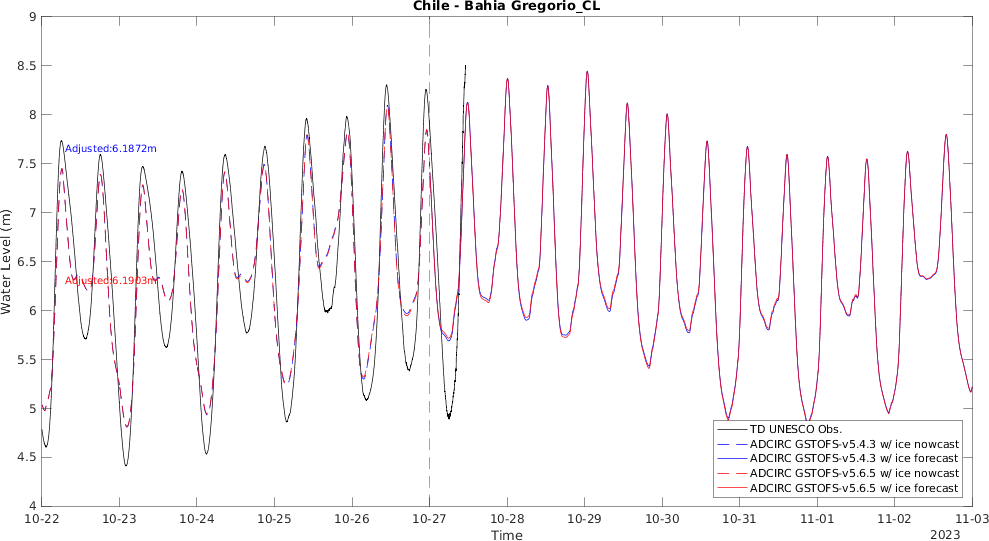 Chile - Bahia Gregorio_CL
Water Level (m)
9
8.5
8
7.5
7
6.5
6
5.5
5
4.5
4
Adjusted:6.1872m
Adjusted:6.1903m
TD UNESCO Obs.
ADCIRC GSTOFS-v5.4.3 w/ ice nowcast
ADCIRC GSTOFS-v5.4.3 w/ ice forecast
ADCIRC GSTOFS-v5.6.5 w/ ice nowcast
ADCIRC GSTOFS-v5.6.5 w/ ice forecast
10-22 10-23 10-24 10-25 10-26 10-27 10-28 10-29 10-30 10-31 11-01 11-02 11-03
Time
2023